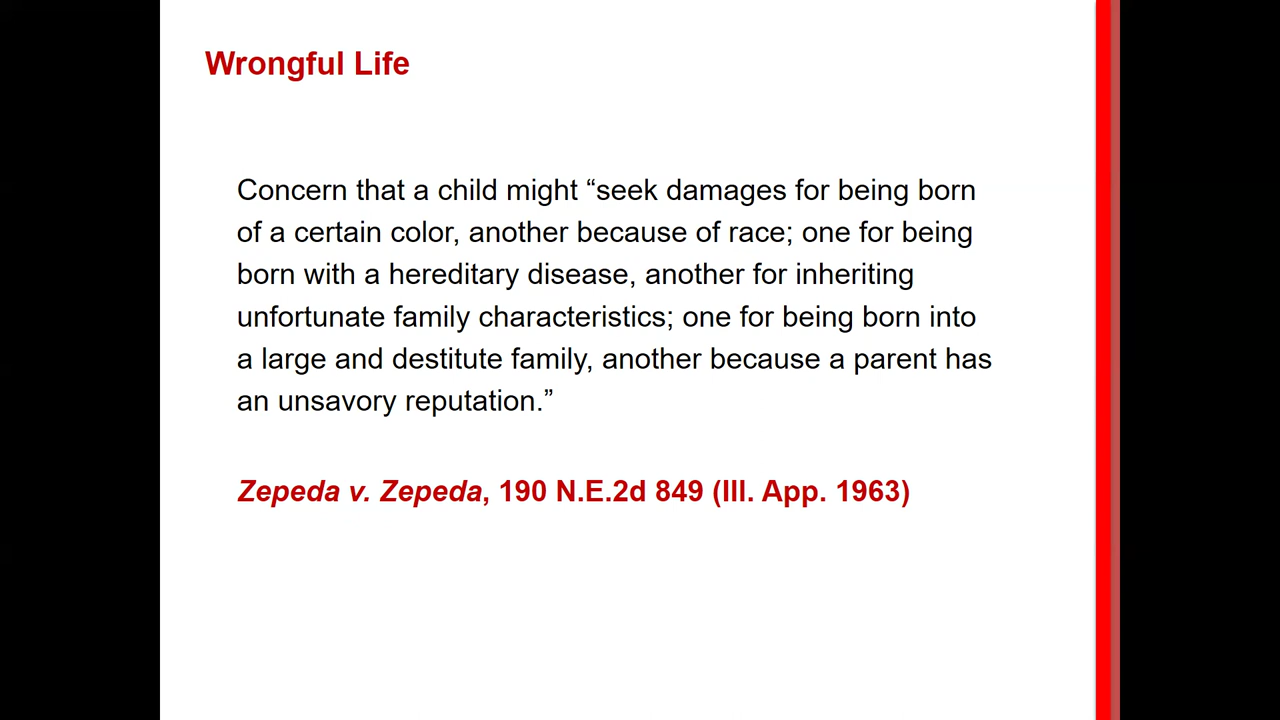 Wrongful Life
Concern that a child might “seek damages for being born
of a certain color, another because of race; one for being
born with a hereditary disease, another for inheriting
unfortunate family characteristics; one for being born into
a large and destitute family, another because a parent has
an unsavory reputation.”
Zepeda v. Zepeda, 190 N.E.2d 849 (Ill. App. 1963)